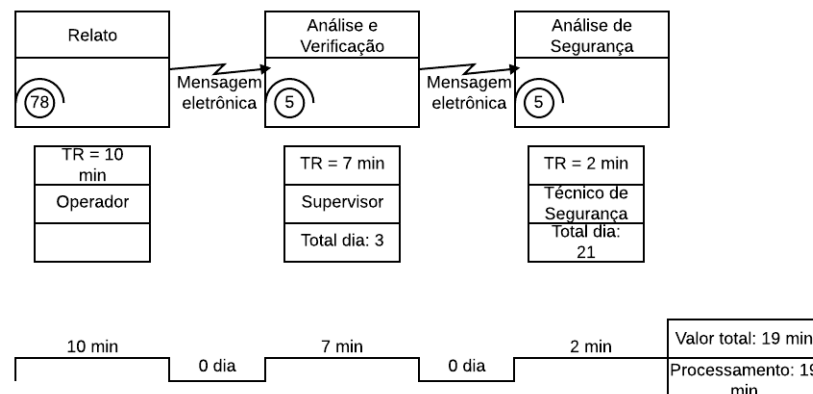 Relato
Análise e
Verificação
Análise de
Segurança
Mensagem
eletrônica
Mensagem
eletrônica
78
5
5
TR = 10
min
Operador
TR = 7 min
Supervisor
Total dia: 3
TR = 2 min
Técnico de
Segurança
Total dia:
21
10 min
0 dia
7 min
0 dia
2 min
Valor total: 19 min
Processamento: 19
min